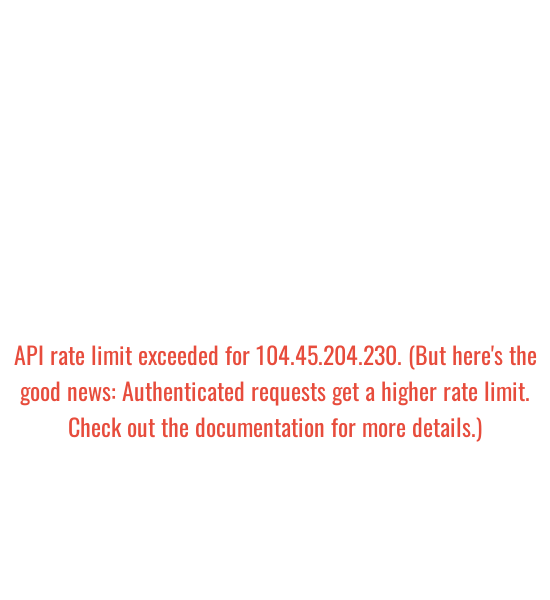 API rate limit exceeded for 104.45.204.230. (But here's the
good news: Authenticated requests get a higher rate limit.
Check out the documentation for more details.)